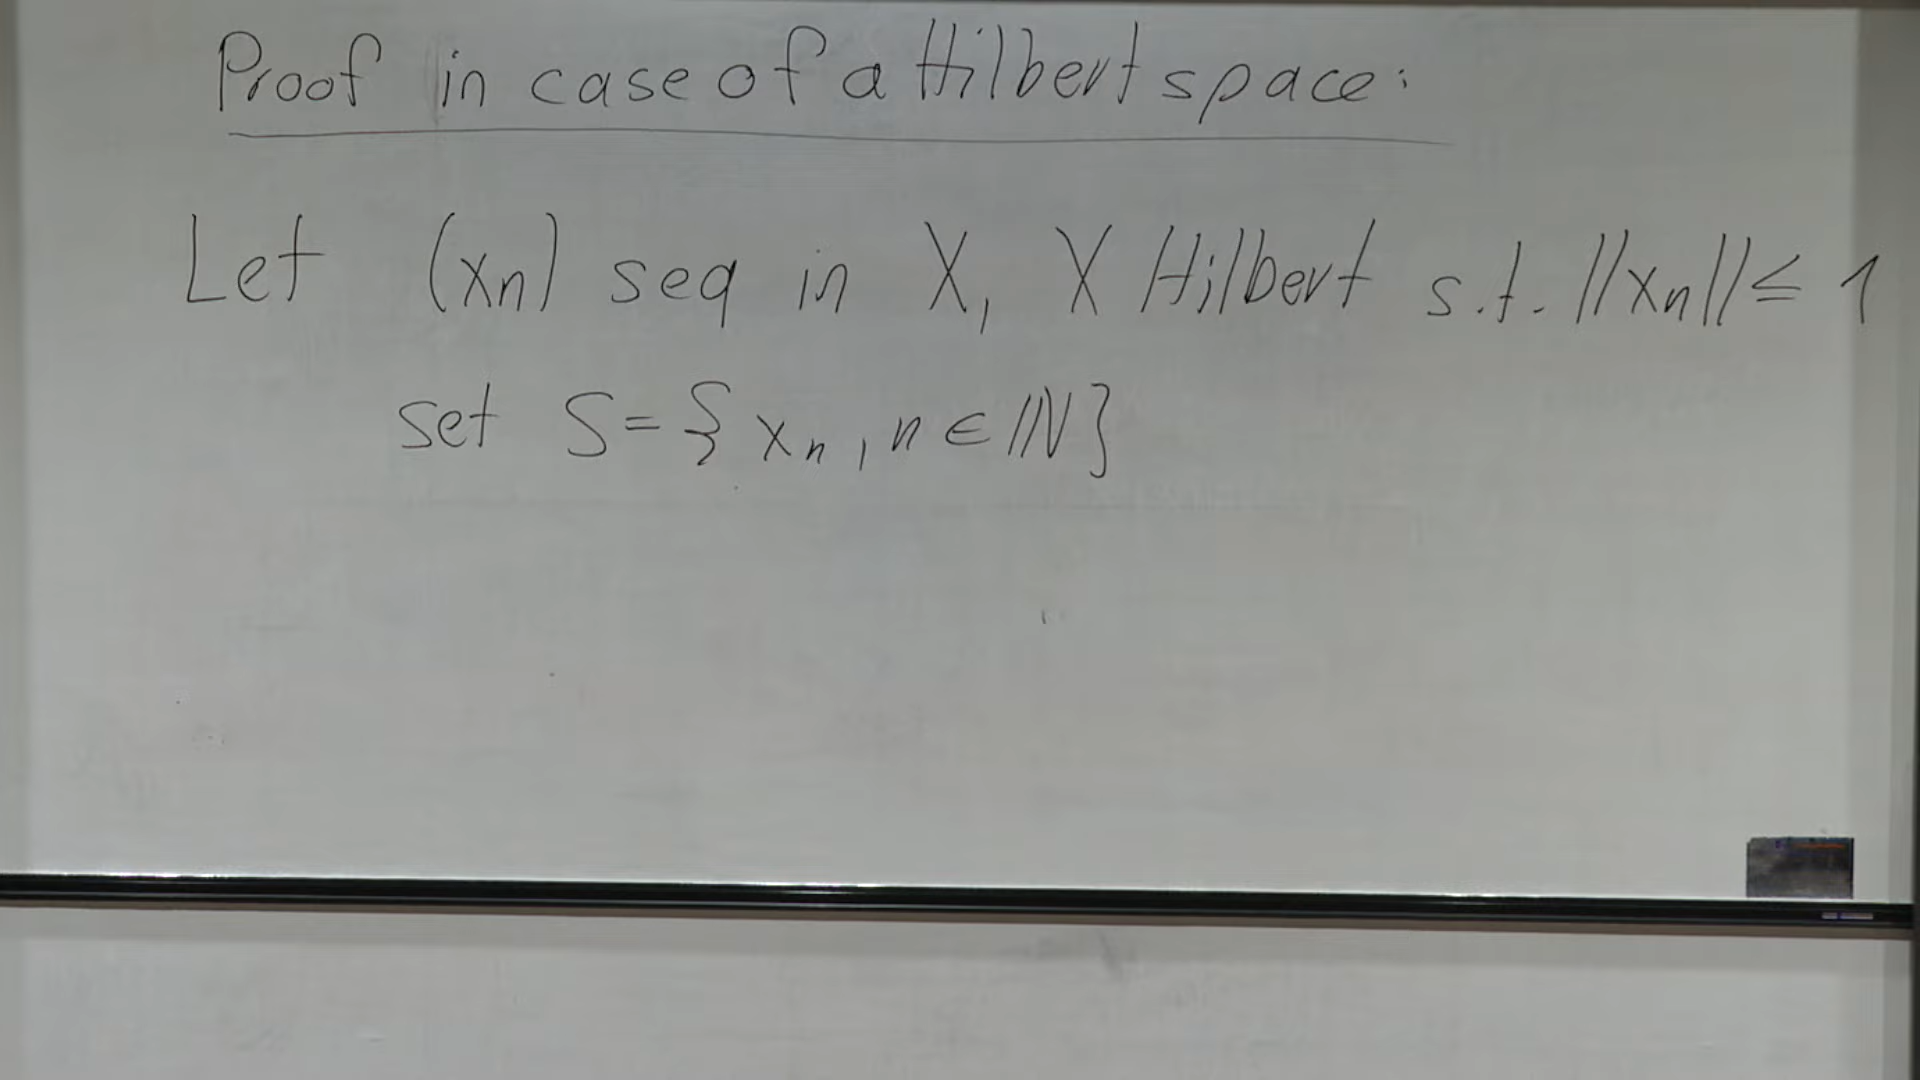 Proof in case of a Hilbert space:
Let (xn) seq in X, X Hilbert s.t. ||xn|| ≤ 1
set S = { xn, n ∈ ℕ }